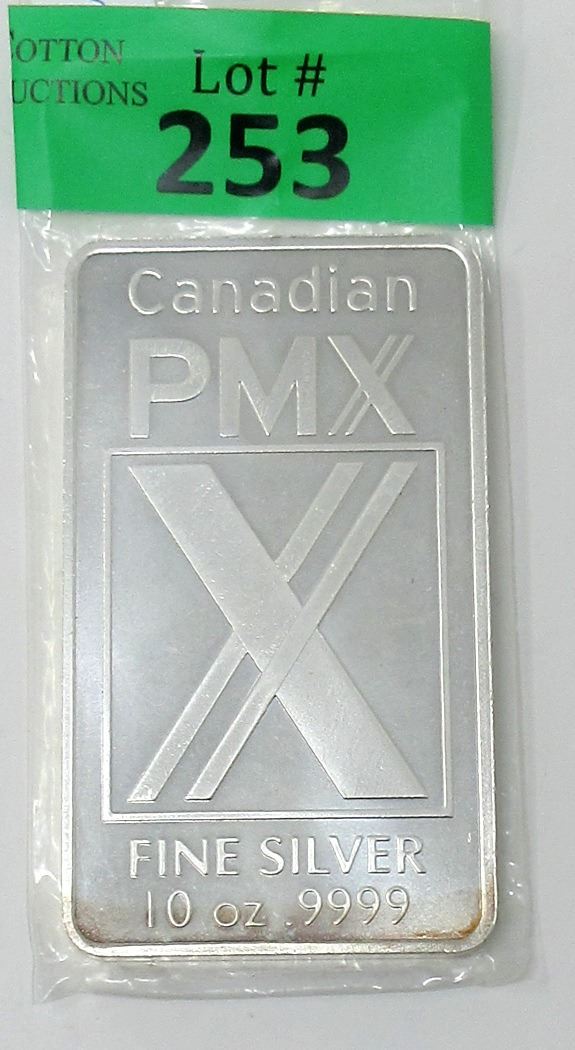 OTTON
UCTIONS
Lot #
253
Canadian
PMX
X
FINE SILVER
10 oz .9999